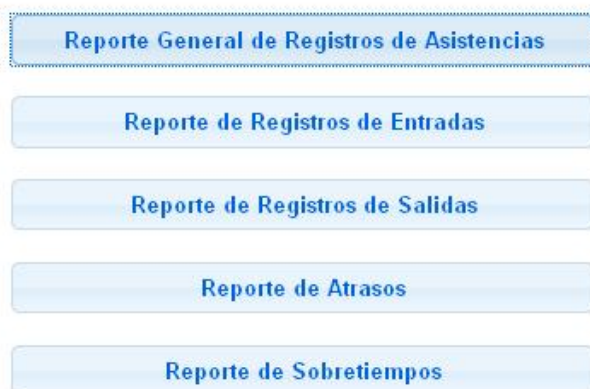 Reporte General de Registros de Asistencias
Reporte de Registros de Entradas
Reporte de Registros de Salidas
Reporte de Atrasos
Reporte de Sobretiempos